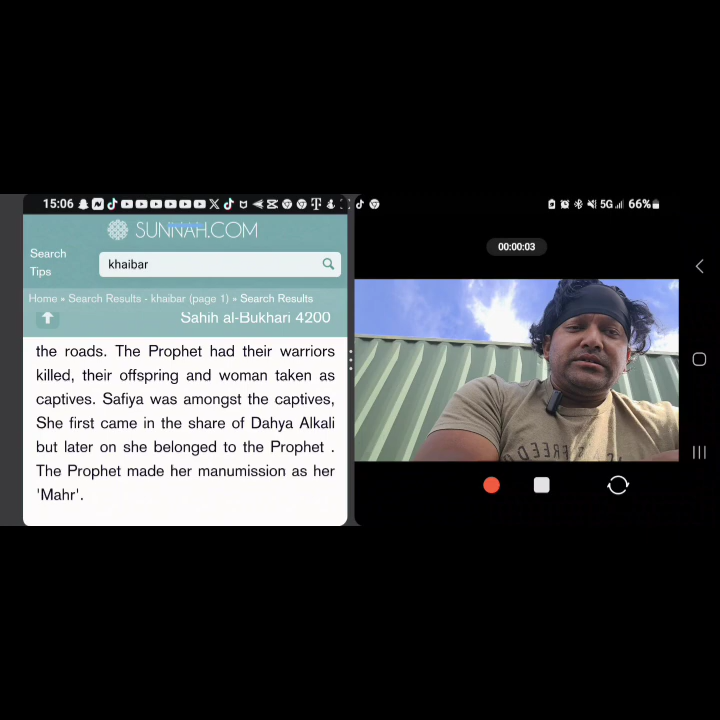 15:06
5G 66%
SUNNAH.COM
Search
Tips
khaibar
Home » Search Results - khaibar (page 1) » Search Results
Sahih al-Bukhari 4200
the roads. The Prophet had their warriors
killed, their offspring and woman taken as
captives. Safiya was amongst the captives,
She first came in the share of Dahya Alkali
but later on she belonged to the Prophet .
The Prophet made her manumission as her
'Mahr'.
00:00:03
FREED